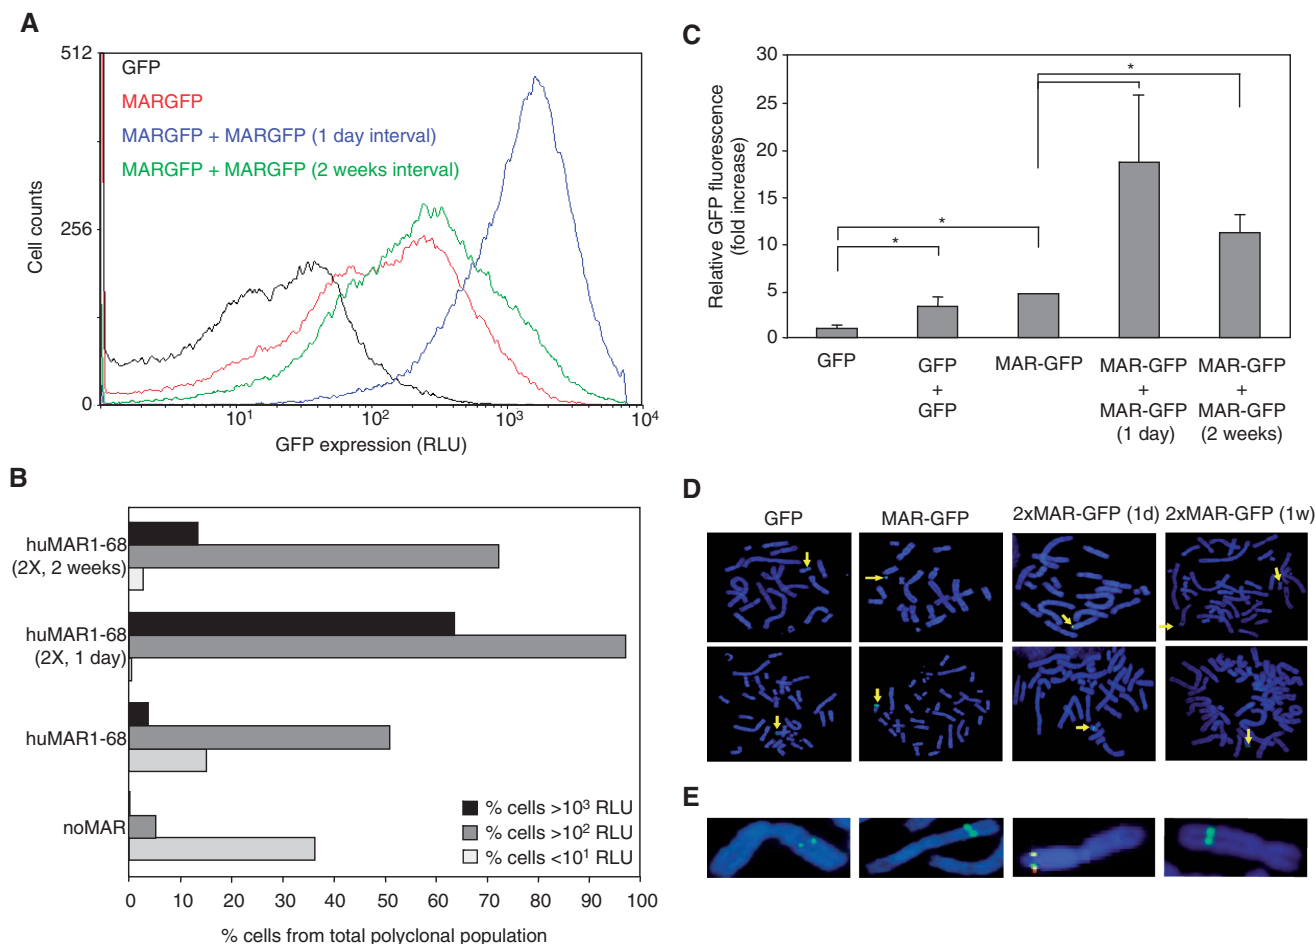 A
512
256
0
Cell counts
GFP
MARGFP
MARGFP + MARGFP (1 day interval)
MARGFP + MARGFP (2 weeks interval)
10¹
10²
10³
10⁴
GFP expression (RLU)
B
huMAR1-68
(2X, 2 weeks)
huMAR1-68
(2X, 1 day)
huMAR1-68
noMAR
% cells >10³ RLU
% cells >10² RLU
% cells <10¹ RLU
0 10 20 30 40 50 60 70 80 90 100
% cells from total polyclonal population
C
Relative GFP fluorescence
(fold increase)
30
25
20
15
10
5
0
*
*
*
*
GFP
GFP
+
GFP
MAR-GFP
MAR-GFP
+
MAR-GFP
(1 day)
MAR-GFP
+
MAR-GFP
(2 weeks)
D
GFP
MAR-GFP
2xMAR-GFP (1d)
2xMAR-GFP (1w)
E